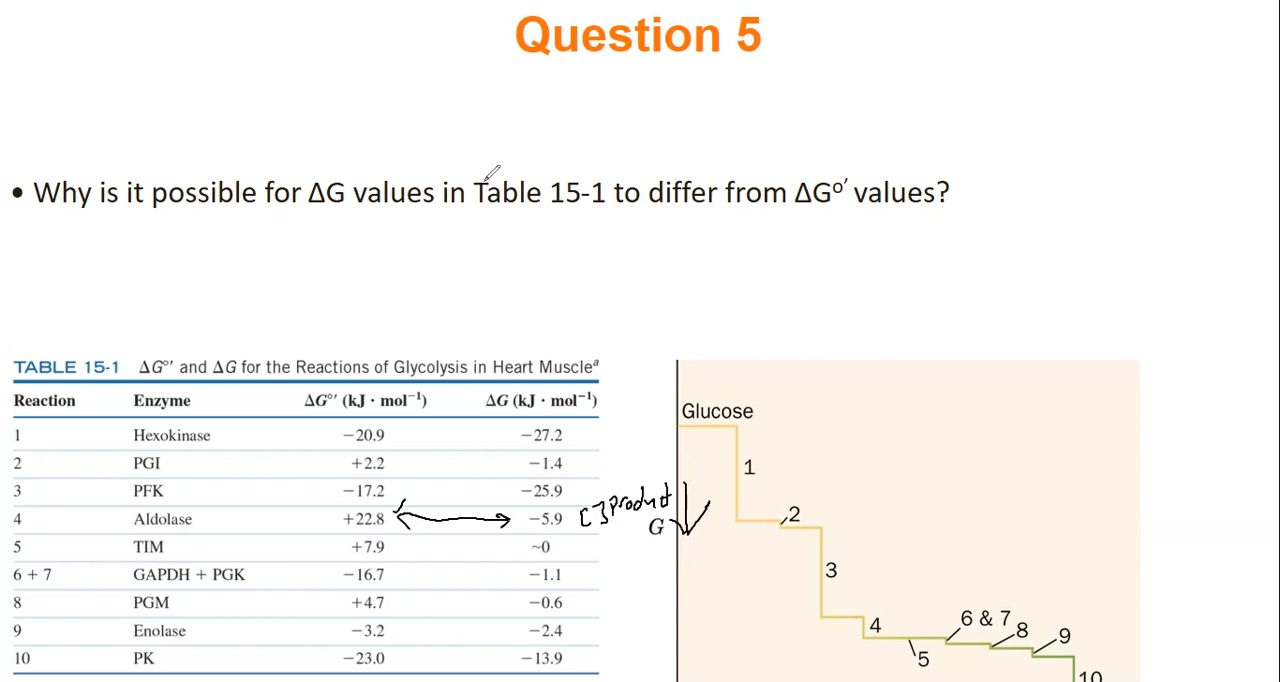 Question 5
• Why is it possible for ΔG values in Table 15-1 to differ from ΔG°′ values?
TABLE 15-1 ΔG°′ and ΔG for the Reactions of Glycolysis in Heart Muscleᵃ
Reaction Enzyme ΔG°′ (kJ · mol⁻¹) ΔG (kJ · mol⁻¹)
1 Hexokinase −20.9 −27.2
2 PGI +2.2 −1.4
3 PFK −17.2 −25.9
4 Aldolase +22.8 −5.9
5 TIM +7.9 ~0
6 + 7 GAPDH + PGK −16.7 −1.1
8 PGM +4.7 −0.6
9 Enolase −3.2 −2.4
10 PK −23.0 −13.9
[ ] Product
G
Glucose
1
2
3
4
5
6 & 7
8
9
10